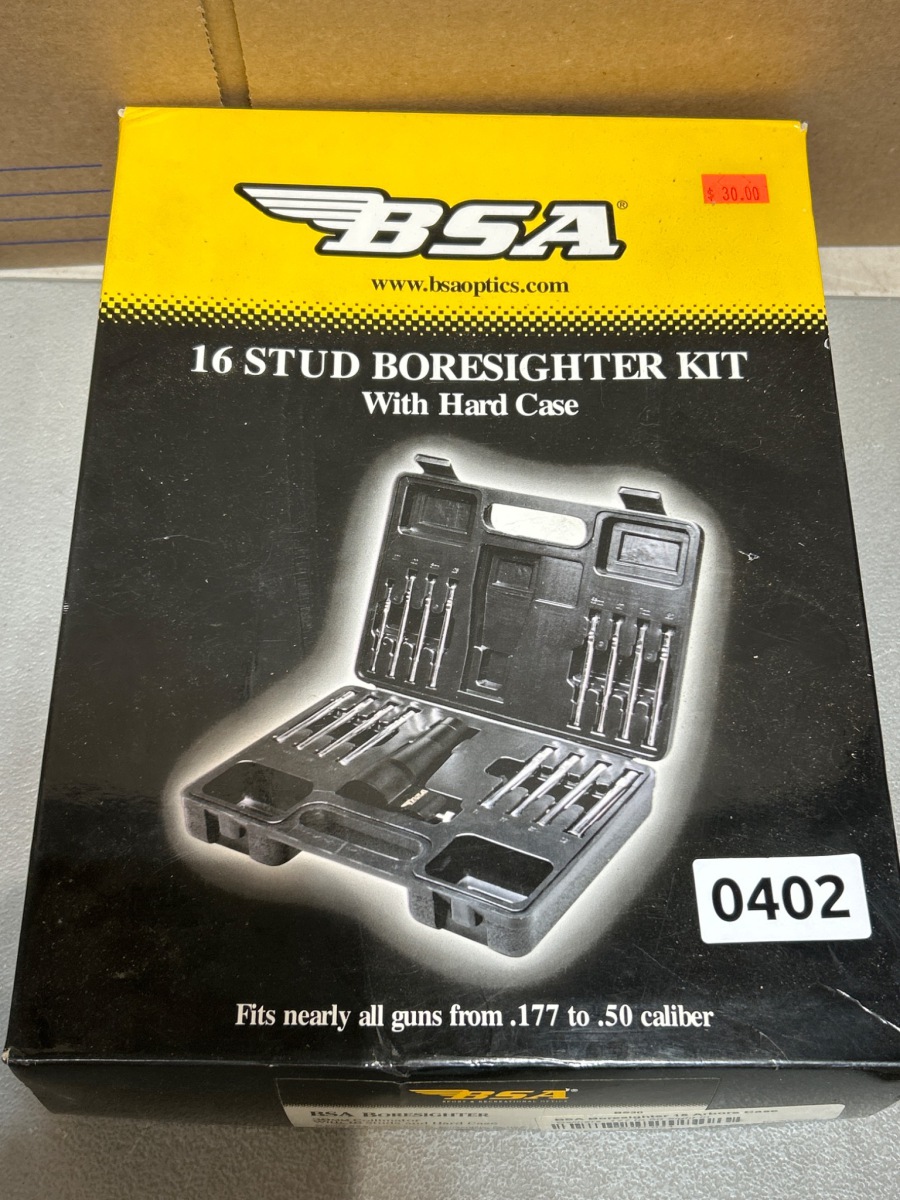 BSA®
$ 30.00
www.bsaoptics.com
16 STUD BORESIGHTER KIT
With Hard Case
BSA
0402
Fits nearly all guns from .177 to .50 caliber
BSA®
BSA BORESIGHTER